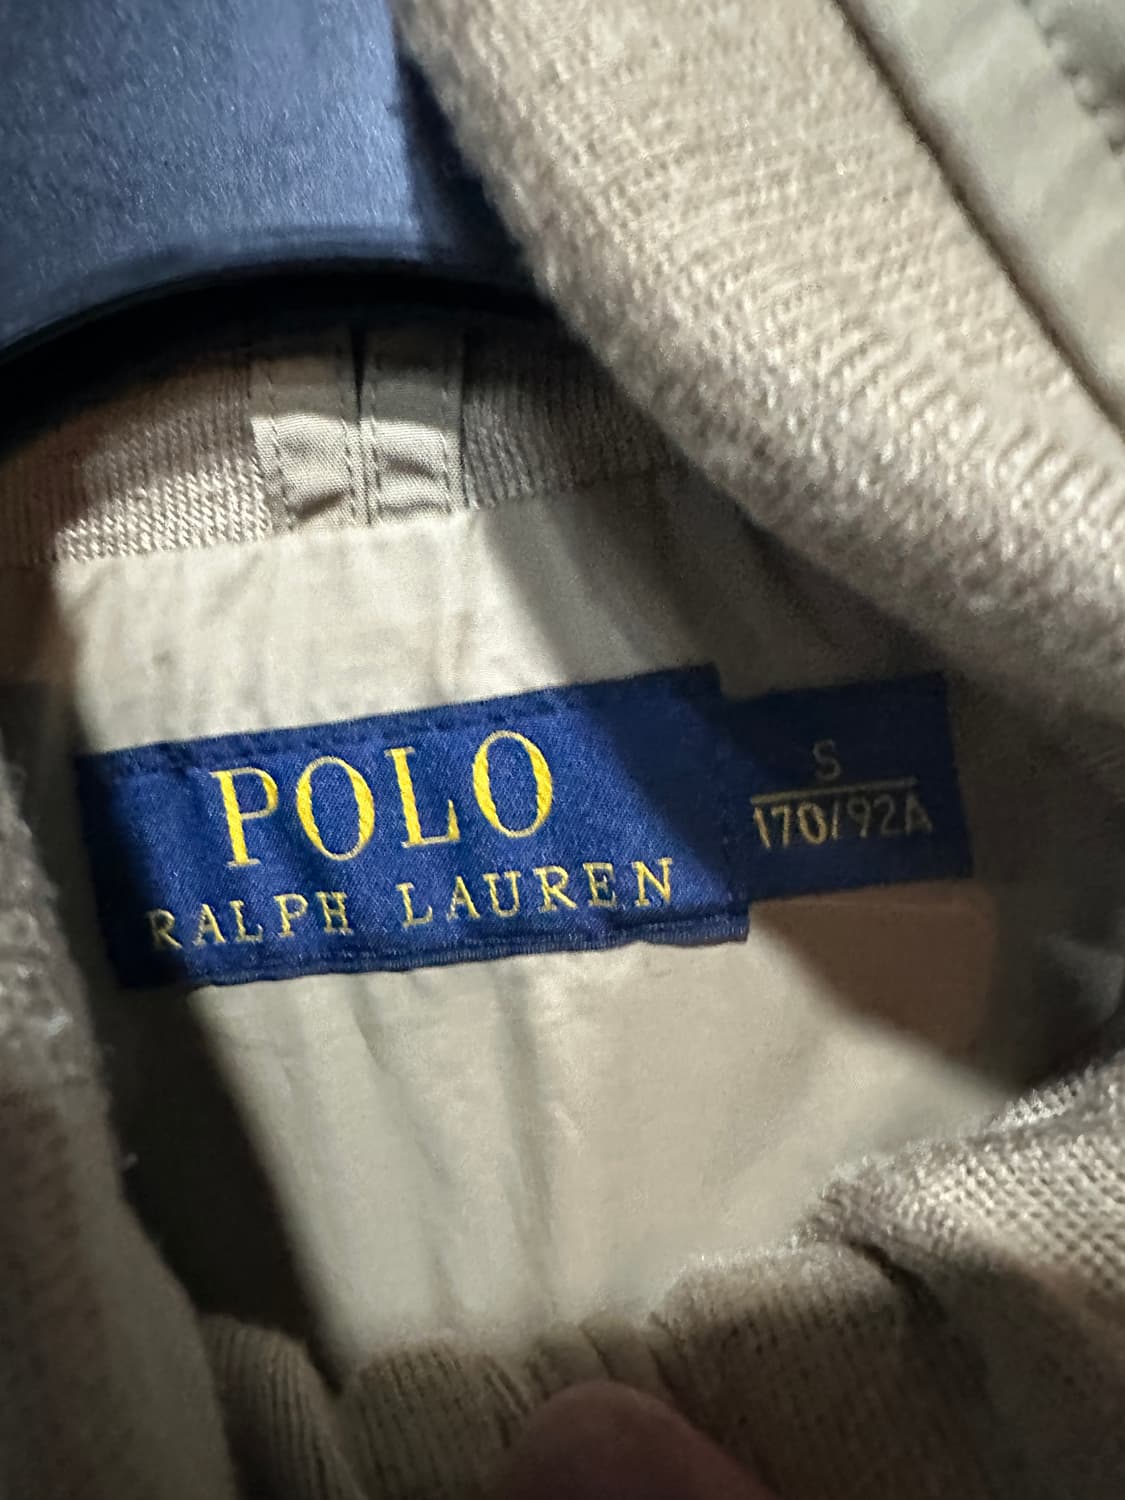 POLO
RALPH LAUREN
S
170/92A